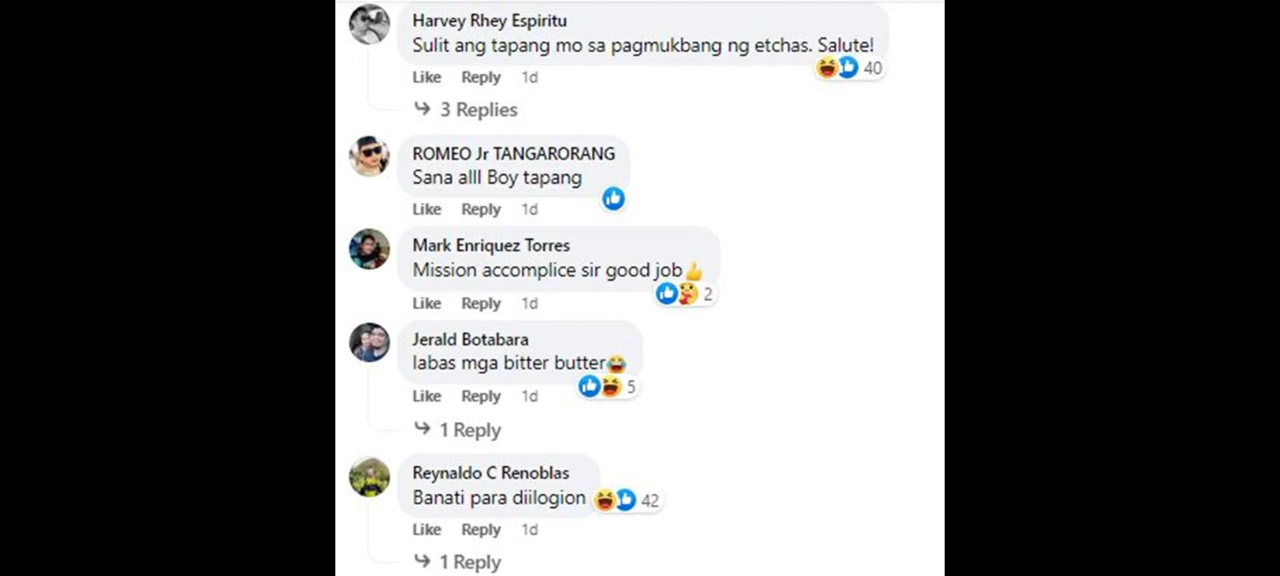 Harvey Rhey Espiritu
Sulit ang tapang mo sa pagmukbang ng etchas. Salute!
40
Like Reply 1d
3 Replies
ROMEO Jr TANGARORANG
Sana alll Boy tapang
Like Reply 1d
Mark Enriquez Torres
Mission accomplice sir good job👍
2
Like Reply 1d
Jerald Botabara
labas mga bitter butter😂
5
Like Reply 1d
1 Reply
Reynaldo C Renoblas
Banati para diilogion
42
Like Reply 1d
1 Reply